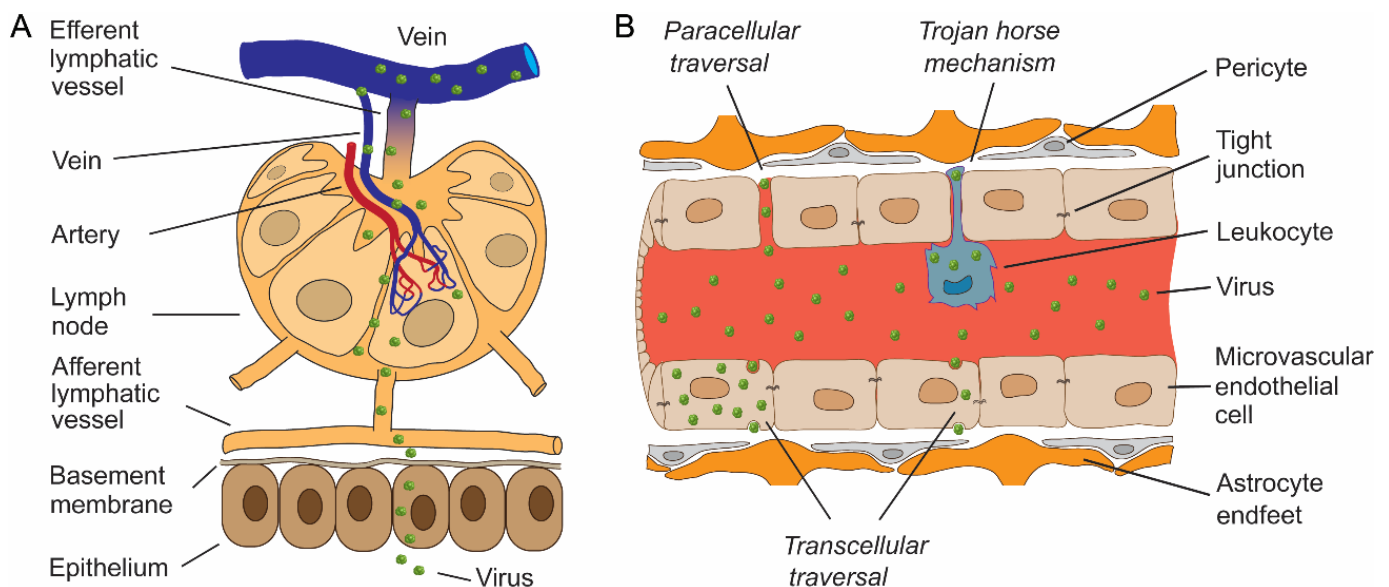 A
Efferent
lymphatic
vessel
Vein
Vein
Artery
Lymph
node
Afferent
lymphatic
vessel
Basement
membrane
Epithelium
Virus
B
Paracellular
traversal
Trojan horse
mechanism
Pericyte
Tight
junction
Leukocyte
Virus
Microvascular
endothelial
cell
Astrocyte
endfeet
Transcellular
traversal